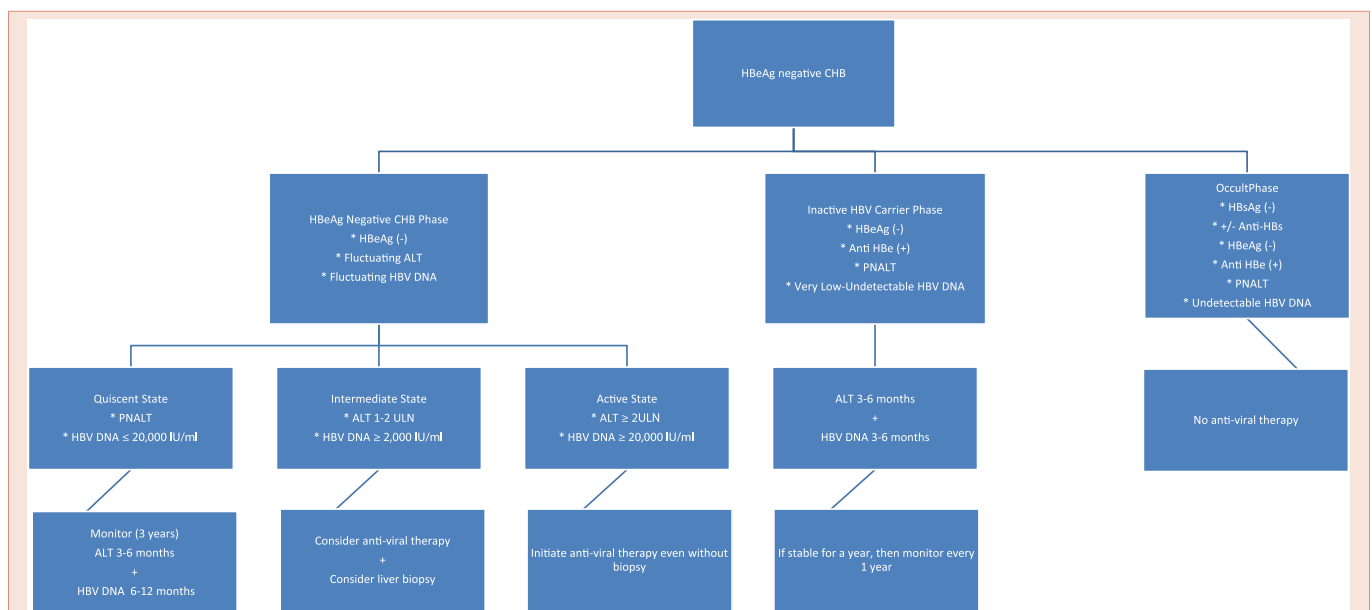 HBeAg negative CHB
HBeAg Negative CHB Phase
* HBeAg (-)
* Fluctuating ALT
* Fluctuating HBV DNA
Inactive HBV Carrier Phase
* HBeAg (-)
* Anti HBe (+)
* PNALT
* Very Low-Undetectable HBV DNA
OccultPhase
* HBsAg (-)
* +/- Anti-HBs
* HBeAg (-)
* Anti HBe (+)
* PNALT
* Undetectable HBV DNA
Quiscent State
* PNALT
* HBV DNA ≤ 20,000 IU/ml
Intermediate State
* ALT 1-2 ULN
* HBV DNA ≥ 2,000 IU/ml
Active State
* ALT ≥ 2ULN
* HBV DNA ≥ 20,000 IU/ml
ALT 3-6 months
+
HBV DNA 3-6 months
No anti-viral therapy
Monitor (3 years)
ALT 3-6 months
+
HBV DNA 6-12 months
Consider anti-viral therapy
+
Consider liver biopsy
Initiate anti-viral therapy even without
biopsy
If stable for a year, then monitor every
1 year